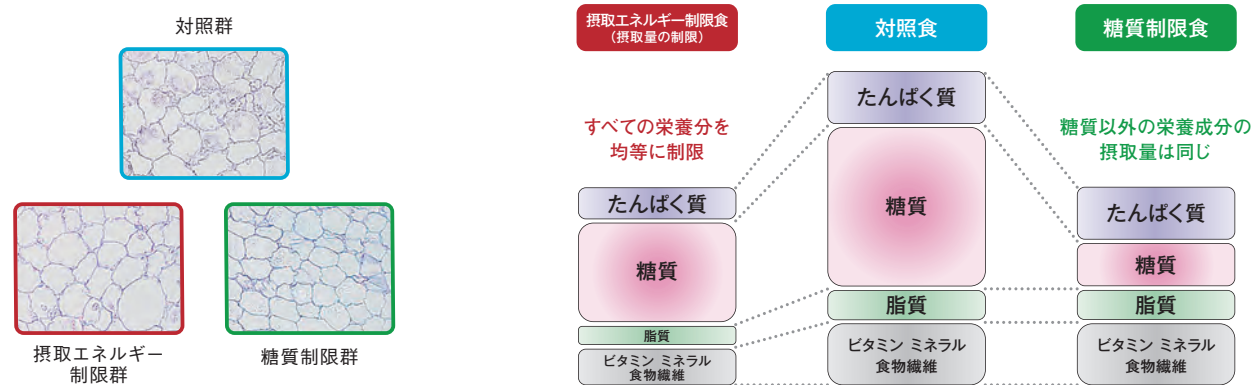 対照群
摂取エネルギー
制限群
糖質制限群
摂取エネルギー制限食
(摂取量の制限)
対照食
糖質制限食
すべての栄養分を
均等に制限
糖質以外の栄養成分の
摂取量は同じ
たんぱく質
糖質
脂質
ビタミン ミネラル
食物繊維
たんぱく質
糖質
脂質
ビタミン ミネラル
食物繊維
たんぱく質
糖質
脂質
ビタミン ミネラル
食物繊維